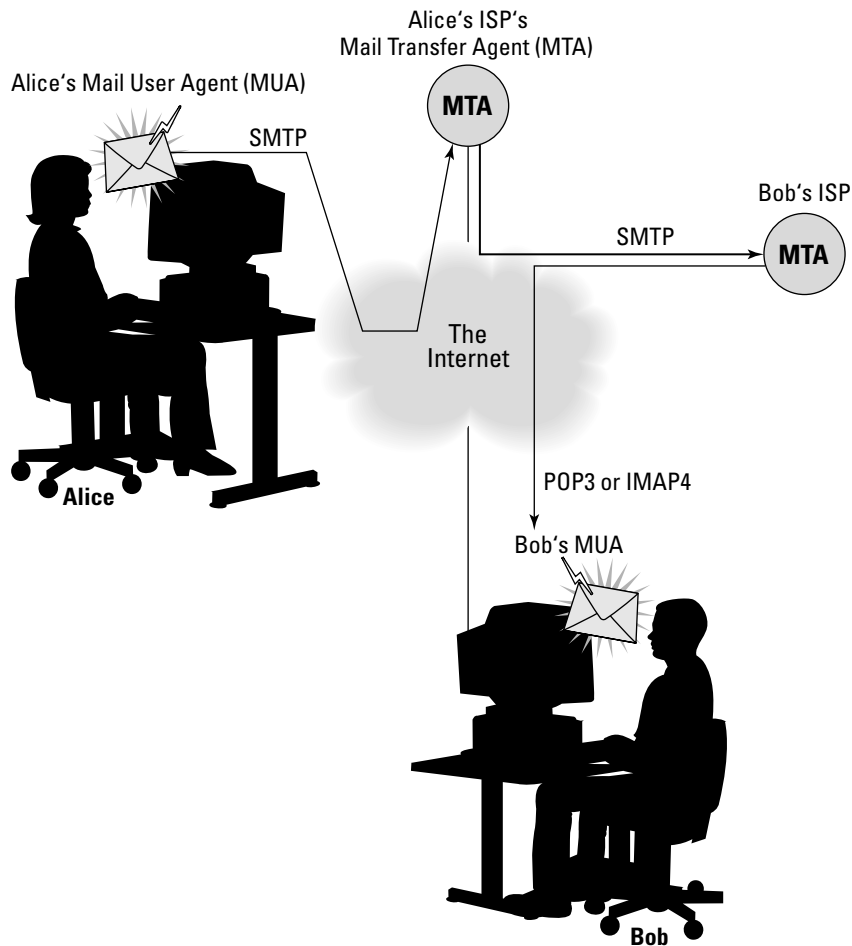 Alice's ISP's
Mail Transfer Agent (MTA)
Alice‘s Mail User Agent (MUA)
MTA
SMTP
Bob's ISP
SMTP
MTA
The
Internet
POP3 or IMAP4
Alice
Bob‘s MUA
Bob